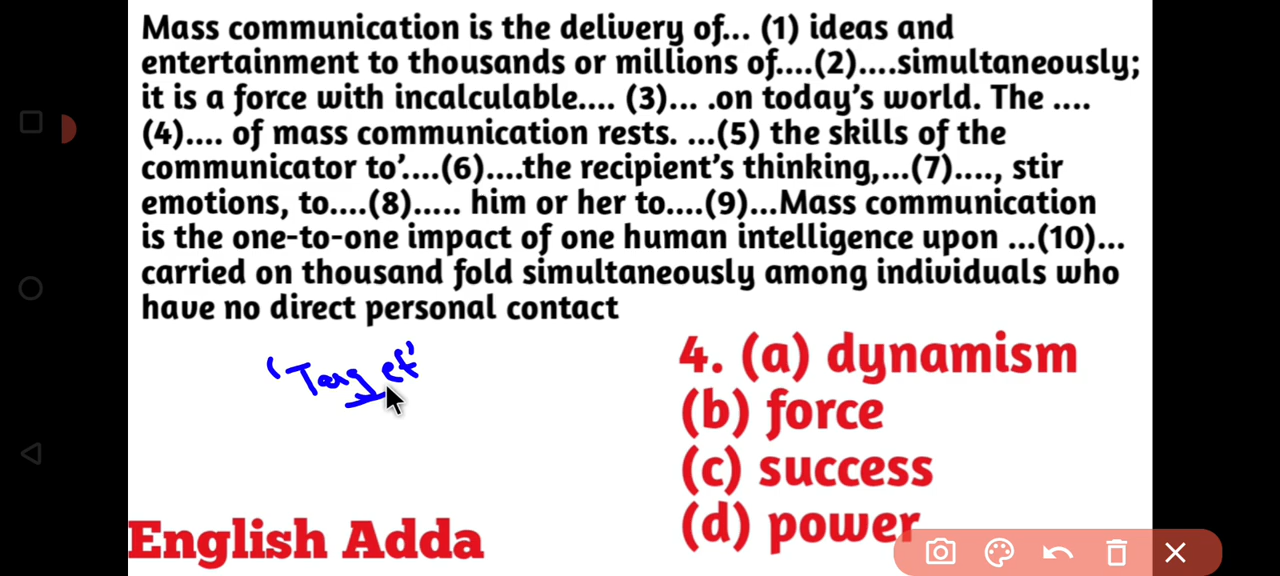 Mass communication is the delivery of... (1) ideas and
entertainment to thousands or millions of....(2)....simultaneously;
it is a force with incalculable.... (3)... .on today's world. The ....
(4).... of mass communication rests. ...(5) the skills of the
communicator to'....(6)....the recipient's thinking,...(7)...., stir
emotions, to....(8)..... him or her to....(9)...Mass communication
is the one-to-one impact of one human intelligence upon ...(10)...
carried on thousand fold simultaneously among individuals who
have no direct personal contact
'Target'
4. (a) dynamism
(b) force
(c) success
(d) power
English Adda